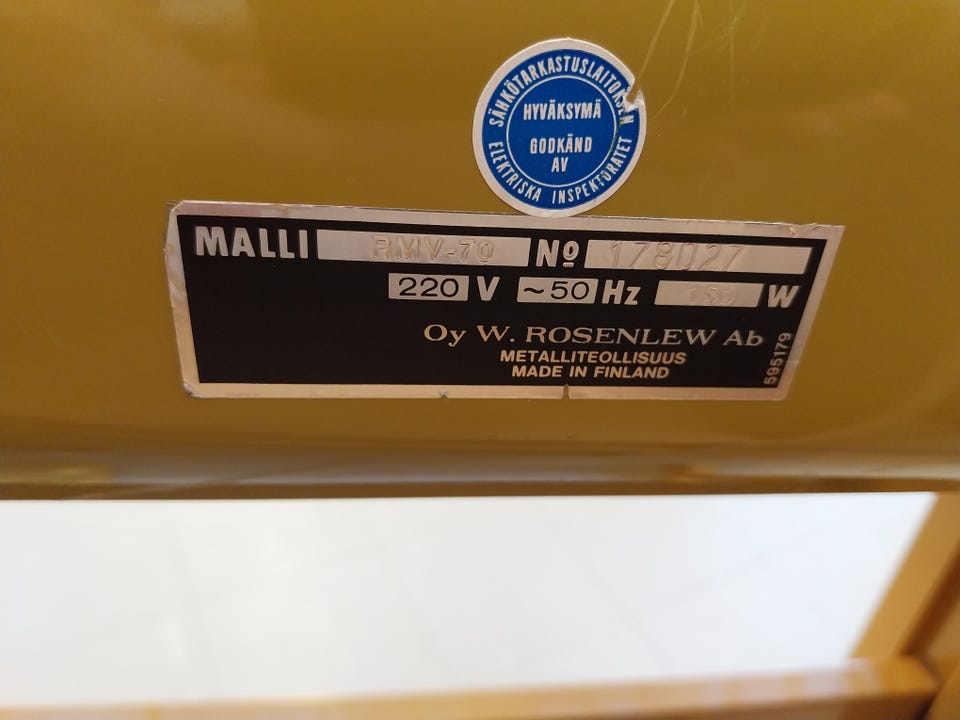 SÄHKÖTARKASTUSLAITOKSEN
HYVÄKSYMÄ
GODKÄND
AV
ELEKTRISKA INSPEKTORATET
MALLI RMV-70 Nº 178027
220 V ~50 Hz 150 W
Oy W. ROSENLEW Ab
METALLITEOLLISUUS
MADE IN FINLAND
595179